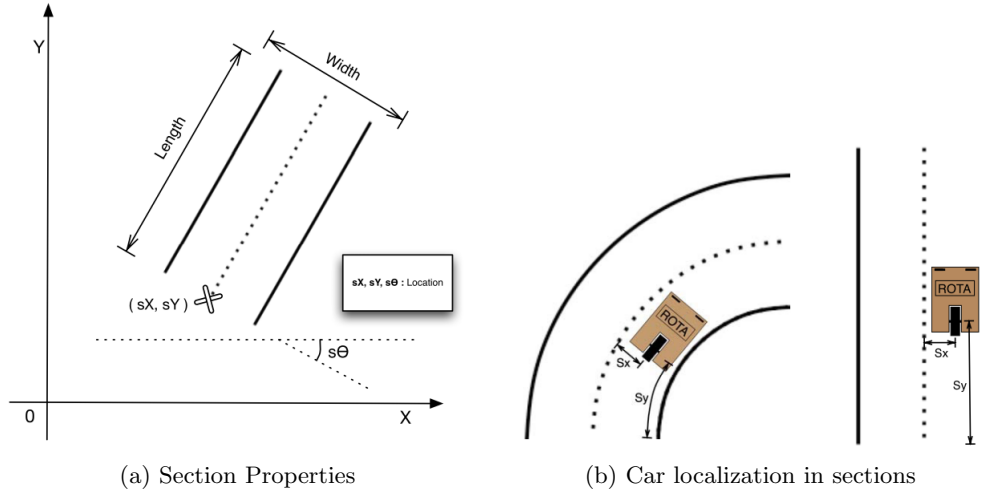 Y
Length
Width
( sX, sY )
sX, sY, sΘ : Location
sΘ
0
X
ROTA
Sx
Sy
ROTA
Sx
Sy
(a) Section Properties
(b) Car localization in sections